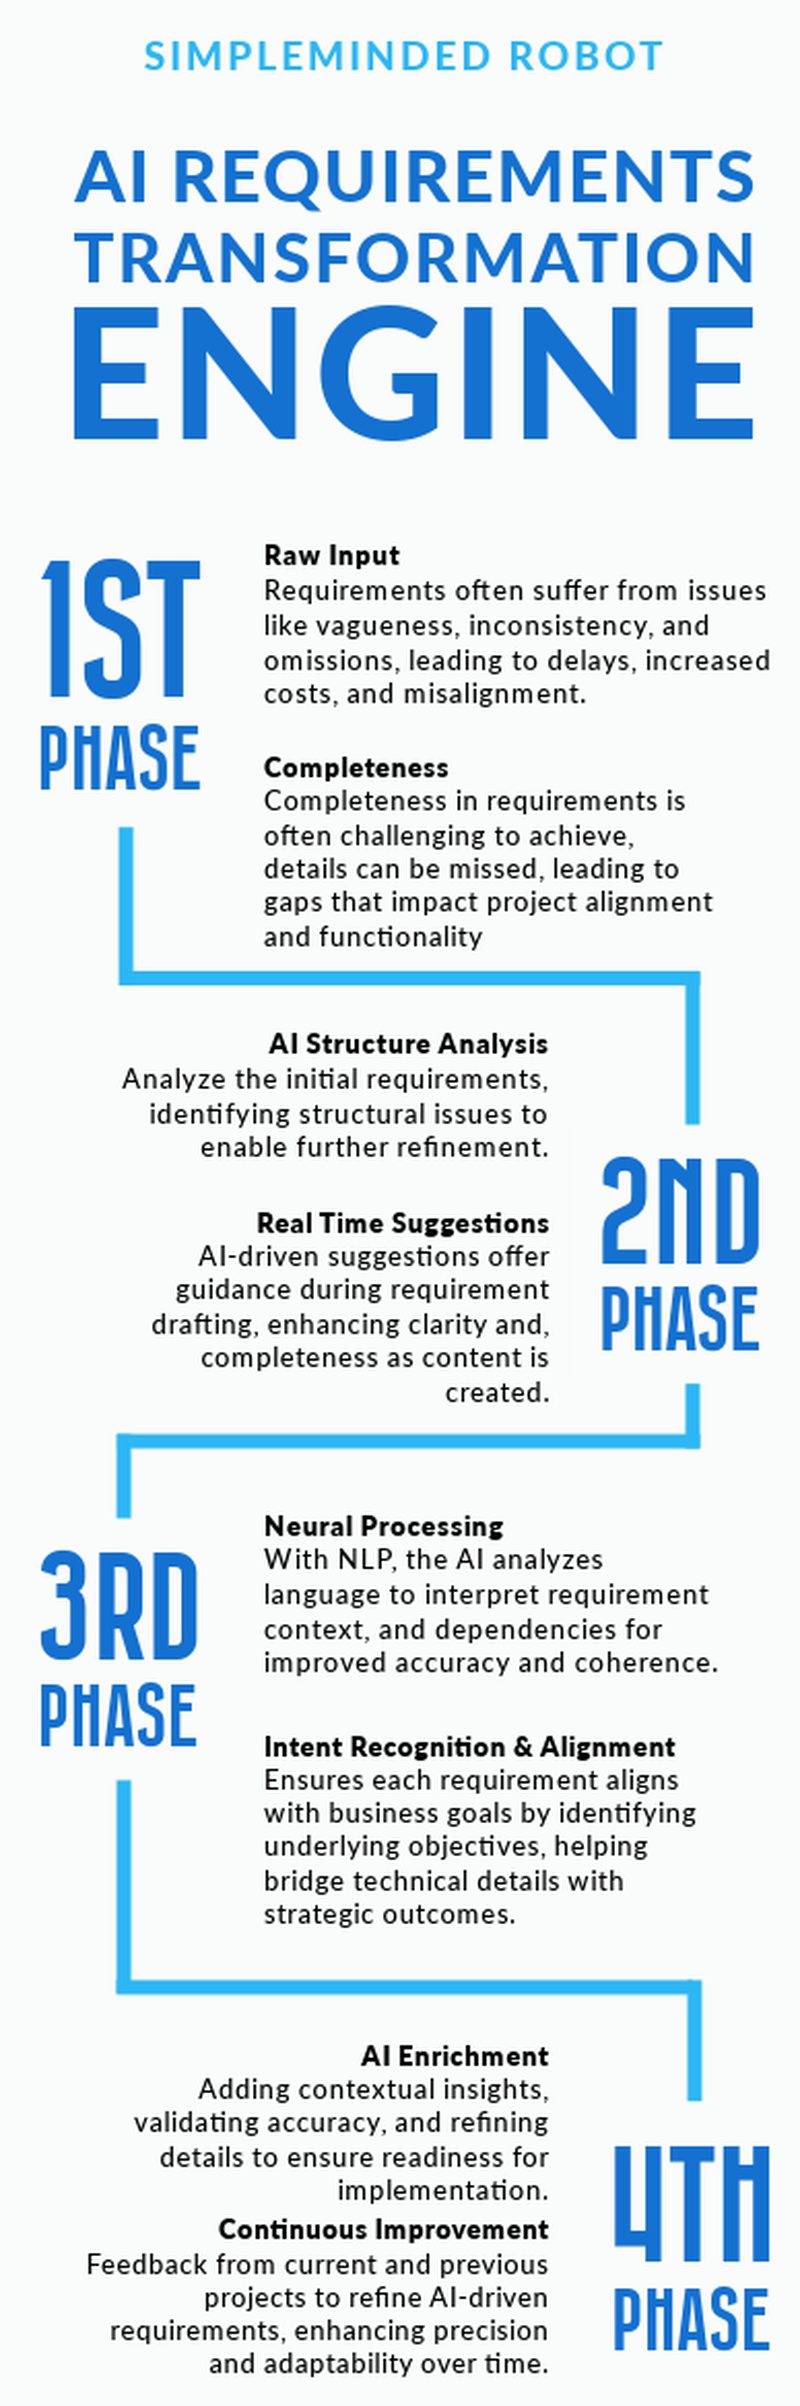 SIMPLEMINDED ROBOT
AI REQUIREMENTS
TRANSFORMATION
ENGINE
1ST
PHASE
Raw Input
Requirements often suffer from issues
like vagueness, inconsistency, and
omissions, leading to delays, increased
costs, and misalignment.
Completeness
Completeness in requirements is
often challenging to achieve,
details can be missed, leading to
gaps that impact project alignment
and functionality
AI Structure Analysis
Analyze the initial requirements,
identifying structural issues to
enable further refinement.
Real Time Suggestions
AI-driven suggestions offer
guidance during requirement
drafting, enhancing clarity and,
completeness as content is
created.
2ND
PHASE
3RD
PHASE
Neural Processing
With NLP, the AI analyzes
language to interpret requirement
context, and dependencies for
improved accuracy and coherence.
Intent Recognition & Alignment
Ensures each requirement aligns
with business goals by identifying
underlying objectives, helping
bridge technical details with
strategic outcomes.
AI Enrichment
Adding contextual insights,
validating accuracy, and refining
details to ensure readiness for
implementation.
Continuous Improvement
Feedback from current and previous
projects to refine AI-driven
requirements, enhancing precision
and adaptability over time.
4TH
PHASE